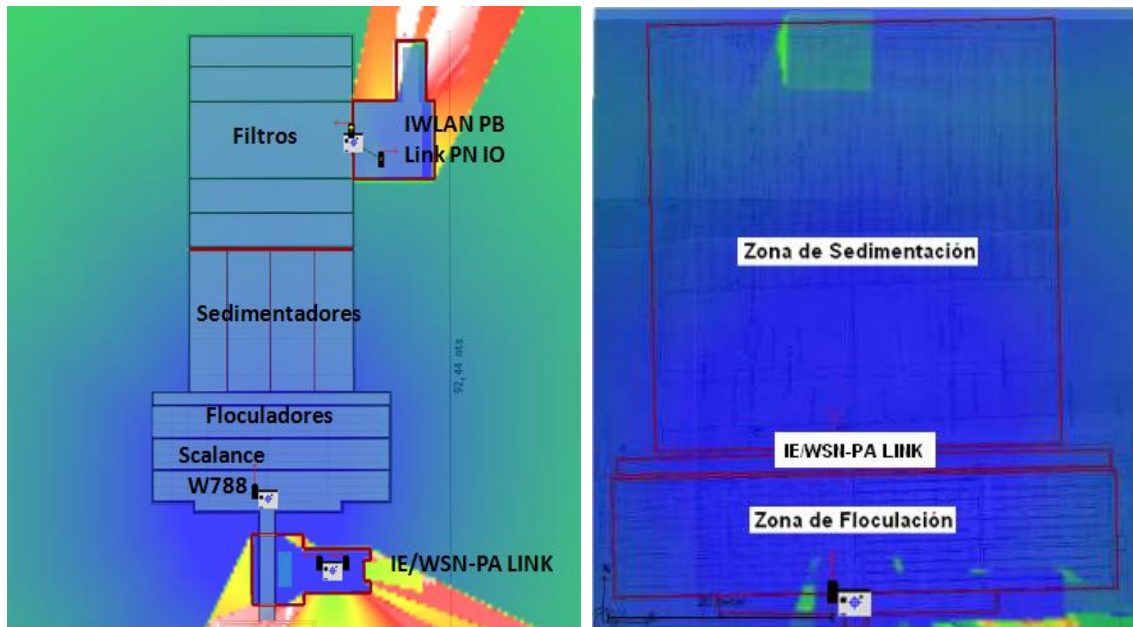 Filtros
IWLAN PB
Link PN IO
Sedimentadores
92,44 mts
Floculadores
Scalance
W788
IE/WSN-PA LINK
Zona de Sedimentación
IE/WSN-PA LINK
Zona de Floculación